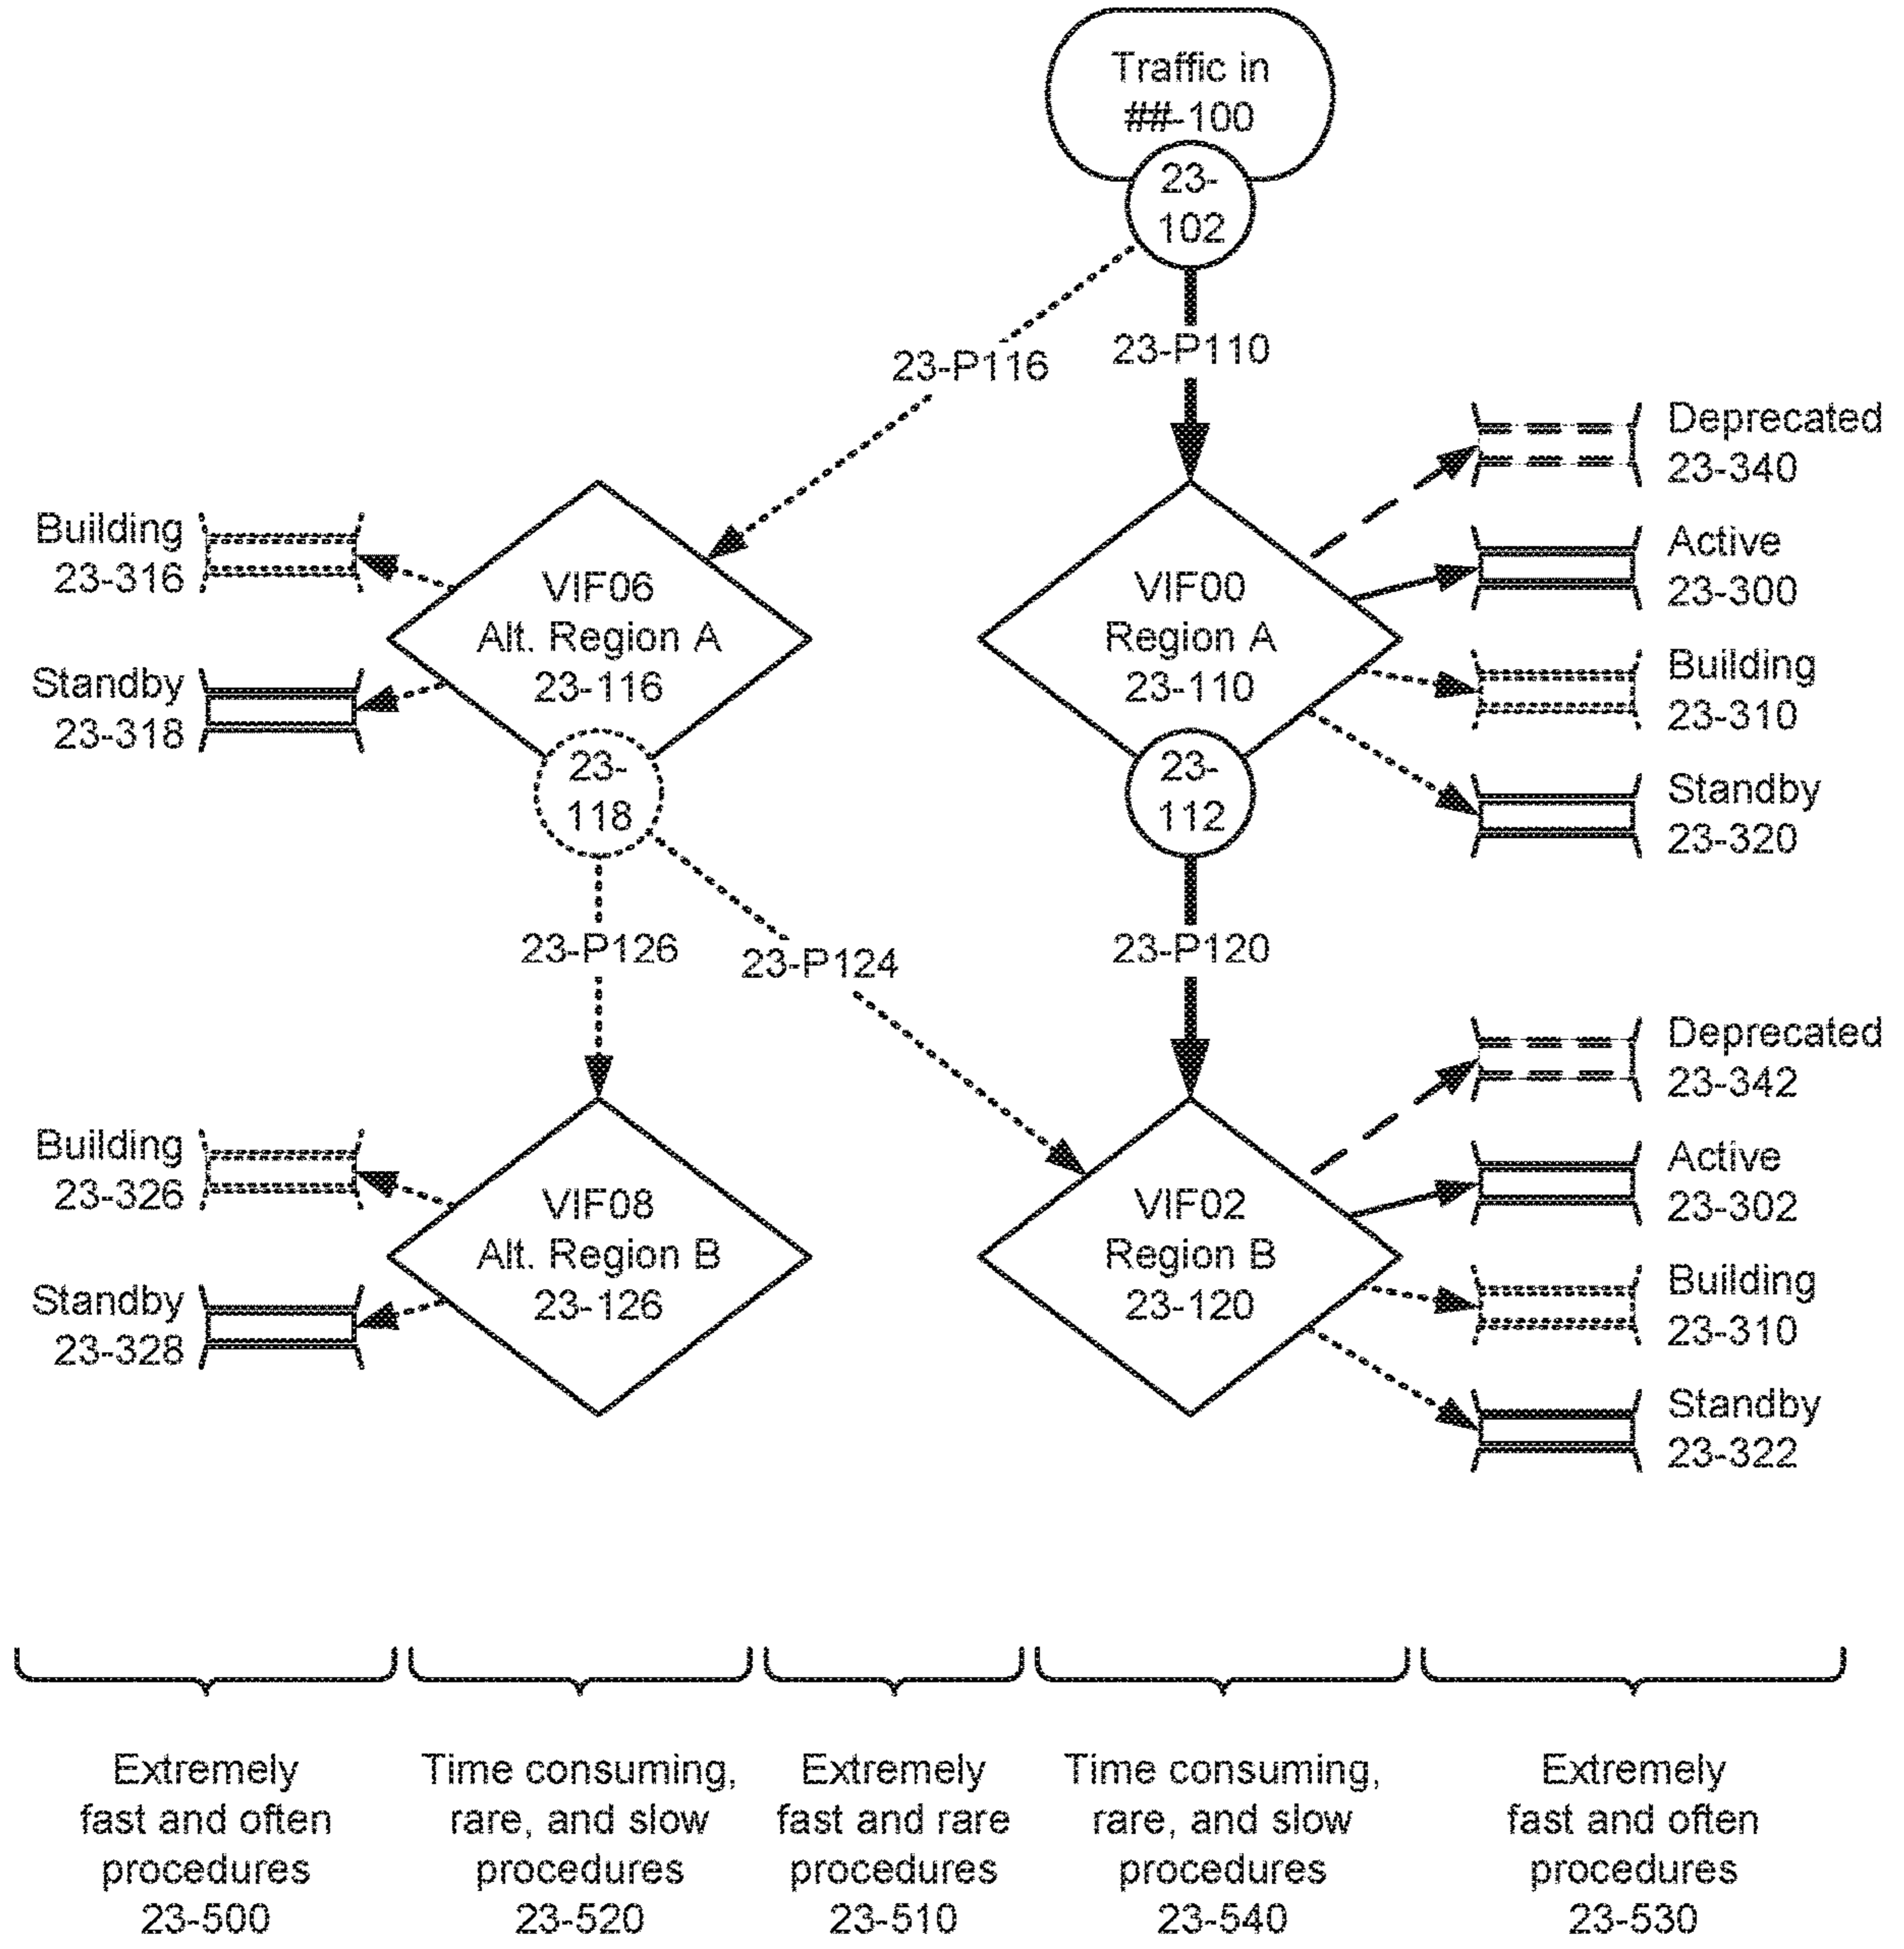 Traffic in
##-100
23-
102
23-P116
23-P110
Deprecated
23-340
Active
23-300
Building
23-310
Standby
23-320
Building
23-316
Standby
23-318
VIF06
Alt. Region A
23-116
VIF00
Region A
23-110
23-
118
23-
112
23-P126
23-P124
23-P120
Deprecated
23-342
Active
23-302
Building
23-310
Standby
23-322
Building
23-326
Standby
23-328
VIF08
Alt. Region B
23-126
VIF02
Region B
23-120
Extremely
fast and often
procedures
23-500
Time consuming,
rare, and slow
procedures
23-520
Extremely
fast and rare
procedures
23-510
Time consuming,
rare, and slow
procedures
23-540
Extremely
fast and often
procedures
23-530